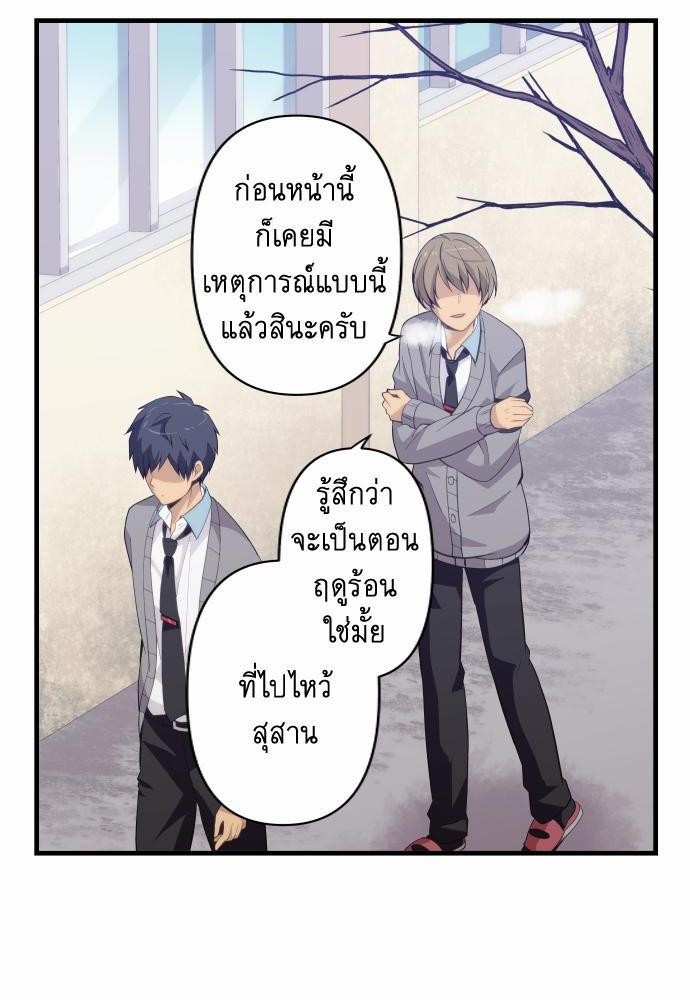 ก่อนหน้านี้
ก็เคยมี
เหตุการณ์แบบนี้
แล้วสินะครับ
รู้สึกว่า
จะเป็นตอน
ฤดูร้อน
ใช่มั้ย
ที่ไปไหว้
สุสาน